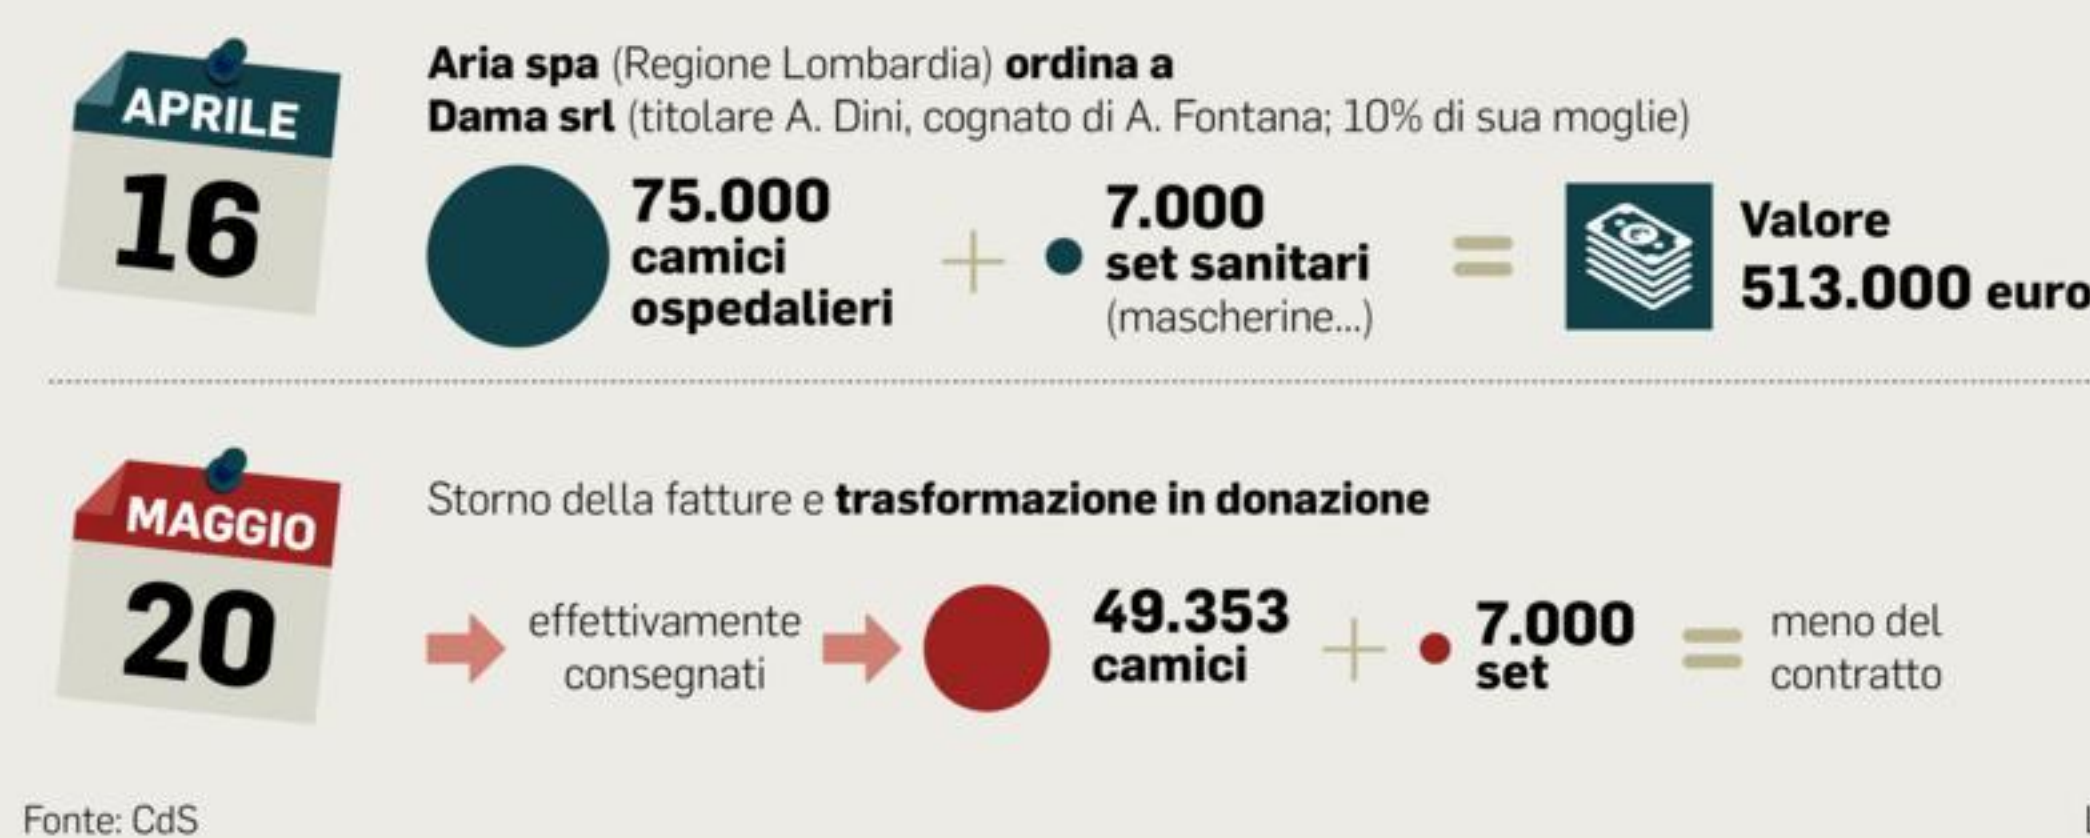 APRILE
16
Aria spa (Regione Lombardia) ordina a
Dama srl (titolare A. Dini, cognato di A. Fontana; 10% di sua moglie)
75.000
camici
ospedalieri
+
7.000
set sanitari
(mascherine...)
=
Valore
513.000 euro
MAGGIO
20
Storno della fatture e trasformazione in donazione
effettivamente
consegnati
49.353
camici
+
7.000
set
=
meno del
contratto
Fonte: CdS